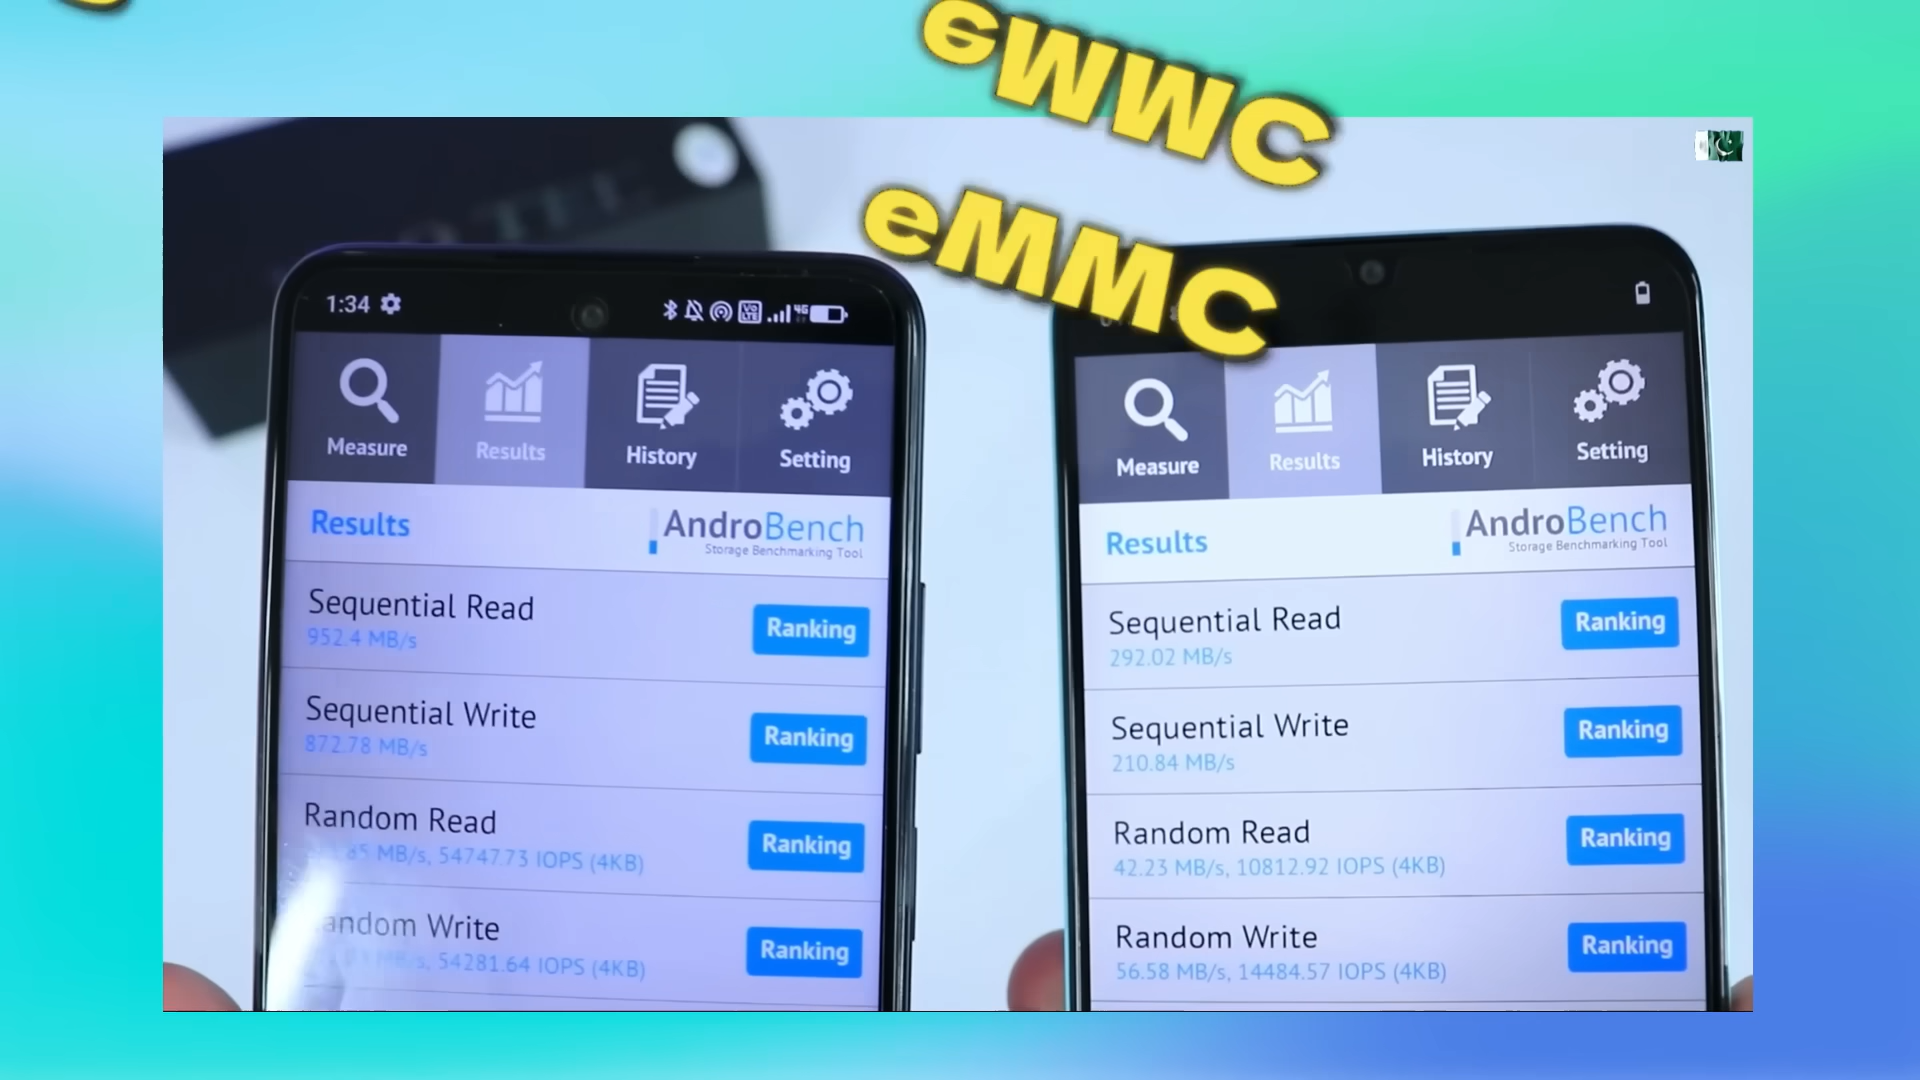 eMMC
eMMC
1:34
VO LTE
4G
Measure
Results
History
Setting
Results
AndroBench
Storage Benchmarking Tool
Sequential Read
952.4 MB/s
Ranking
Sequential Write
872.78 MB/s
Ranking
Random Read
MB/s, 54747.73 IOPS (4KB)
Ranking
Write
54281.64 IOPS (4KB)
Ranking
Measure
Results
History
Setting
Results
AndroBench
Storage Benchmarking Tool
Sequential Read
292.02 MB/s
Ranking
Sequential Write
210.84 MB/s
Ranking
Random Read
42.23 MB/s, 10812.92 IOPS (4KB)
Ranking
Random Write
56.58 MB/s, 14484.57 IOPS (4KB)
Ranking